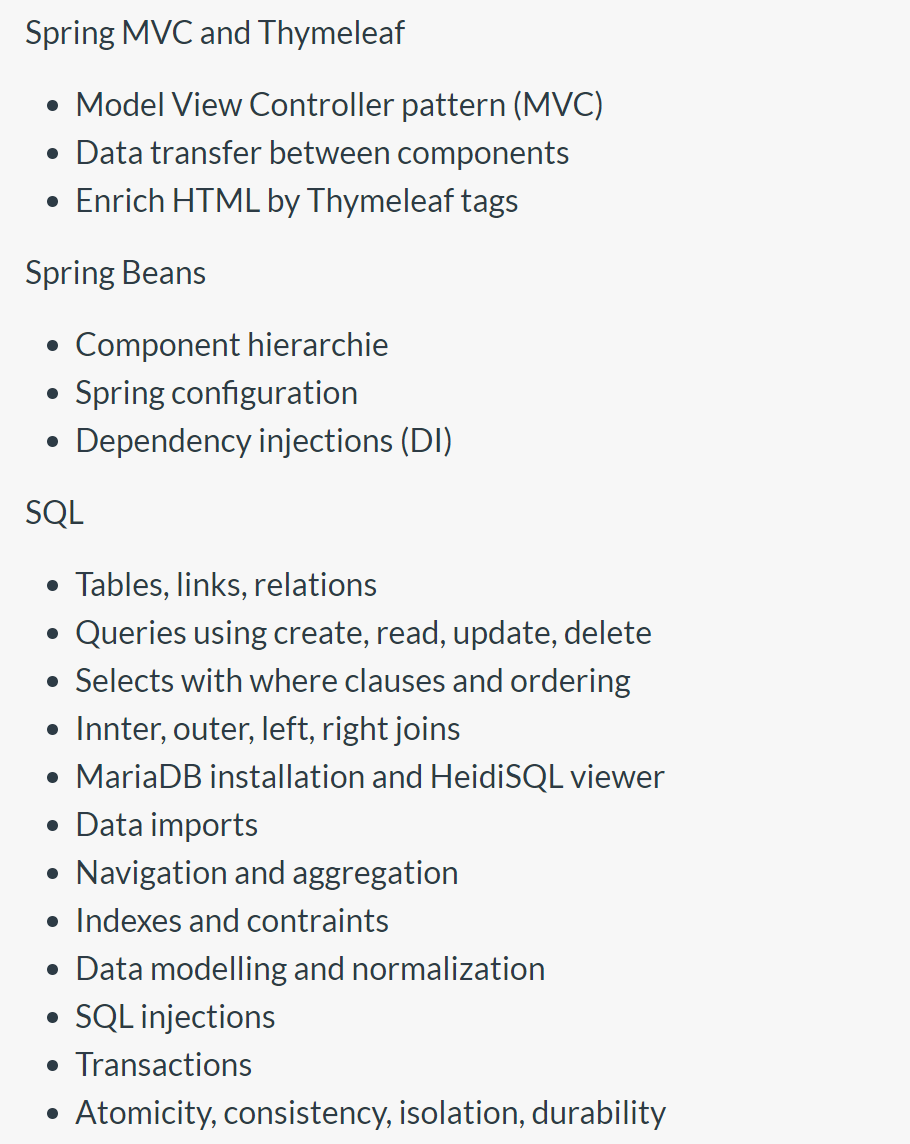 Spring MVC and Thymeleaf
Model View Controller pattern (MVC)
Data transfer between components
Enrich HTML by Thymeleaf tags
Spring Beans
Component hierarchie
Spring configuration
Dependency injections (DI)
SQL
Tables, links, relations
Queries using create, read, update, delete
Selects with where clauses and ordering
Innter, outer, left, right joins
MariaDB installation and HeidiSQL viewer
Data imports
Navigation and aggregation
Indexes and contraints
Data modelling and normalization
SQL injections
Transactions
Atomicity, consistency, isolation, durability